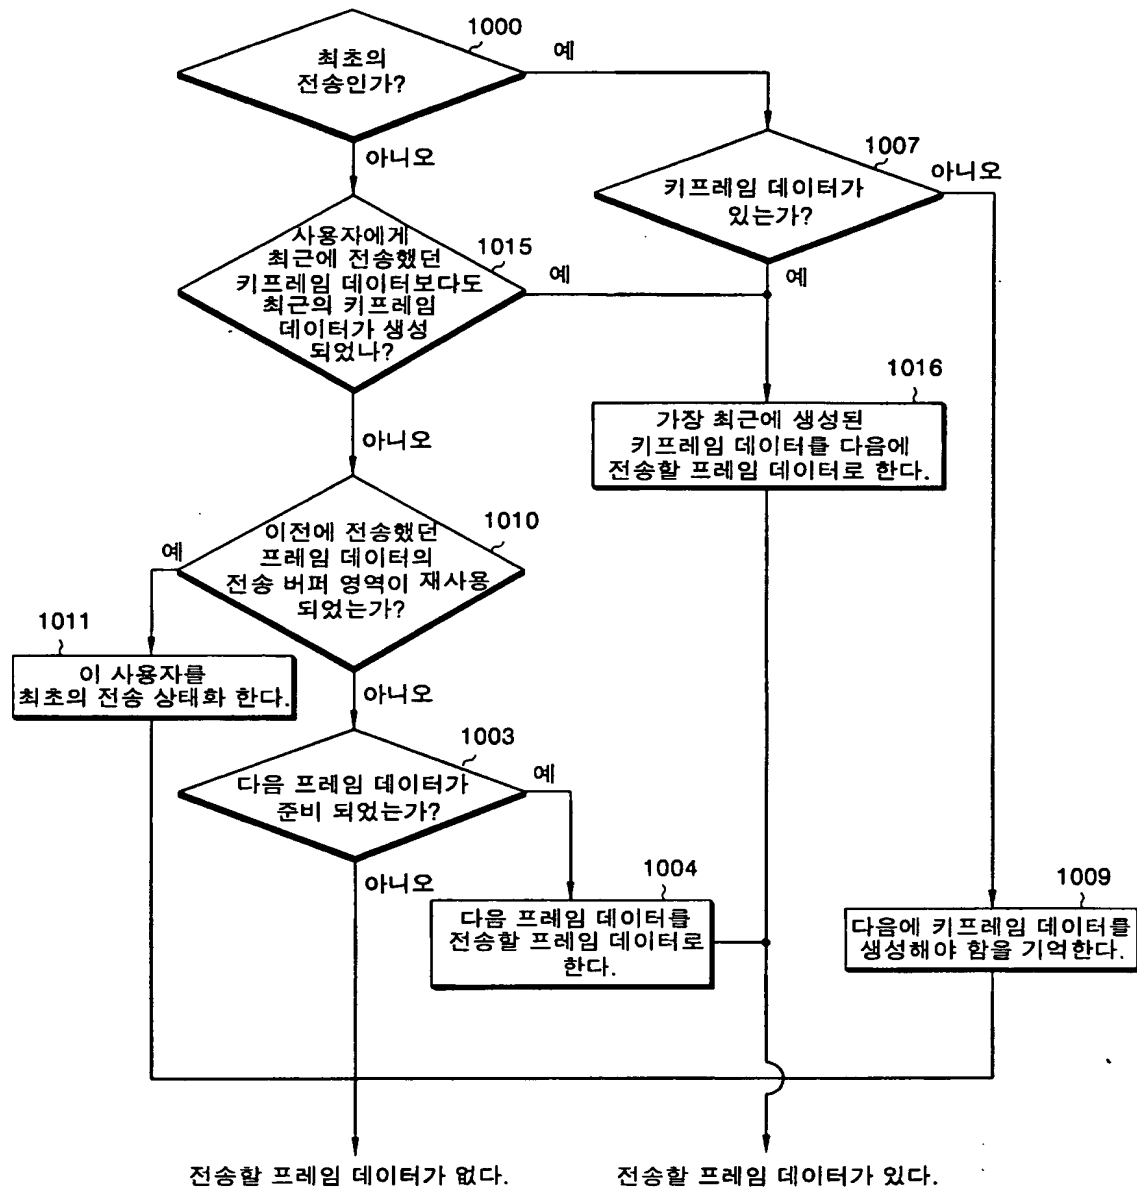 1000
최초의
전송인가?
예
아니오
1007
키프레임 데이터가
있는가?
아니오
예
1015
사용자에게
최근에 전송했던
키프레임 데이터보다도
최근의 키프레임
데이터가 생성
되었나?
예
아니오
1016
가장 최근에 생성된
키프레임 데이터를 다음에
전송할 프레임 데이터로 한다.
1010
이전에 전송했던
프레임 데이터의
전송 버퍼 영역이 재사용
되었는가?
예
아니오
1011
이 사용자를
최초의 전송 상태화 한다.
1003
다음 프레임 데이터가
준비 되었는가?
예
아니오
1004
다음 프레임 데이터를
전송할 프레임 데이터로
한다.
1009
다음에 키프레임 데이터를
생성해야 함을 기억한다.
전송할 프레임 데이터가 없다.
전송할 프레임 데이터가 있다.